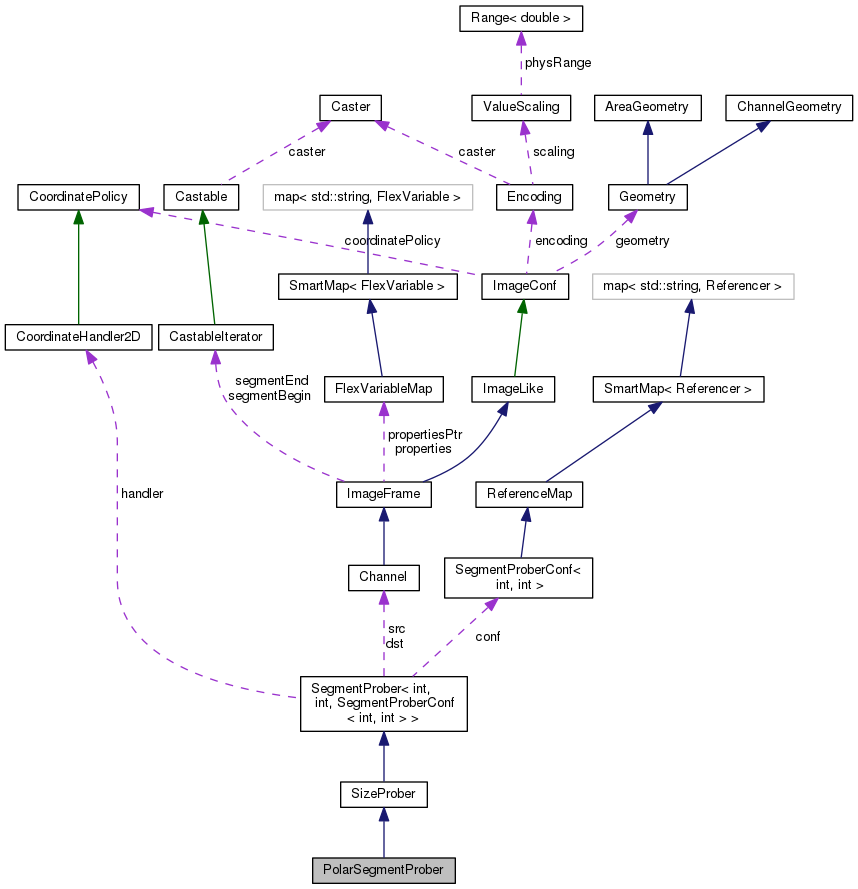 Range< double >
physRange
Caster
ValueScaling
AreaGeometry
ChannelGeometry
caster
caster
scaling
CoordinatePolicy
Castable
map< std::string, FlexVariable >
Encoding
Geometry
coordinatePolicy
encoding
geometry
SmartMap< FlexVariable >
ImageConf
map< std::string, Referencer >
CoordinateHandler2D
CastableIterator
segmentEnd
segmentBegin
FlexVariableMap
ImageLike
SmartMap< Referencer >
propertiesPtr
properties
handler
ImageFrame
ReferenceMap
Channel
SegmentProberConf<
int, int >
src
dst
conf
SegmentProber< int,
int, SegmentProberConf
< int, int > >
SizeProber
PolarSegmentProber